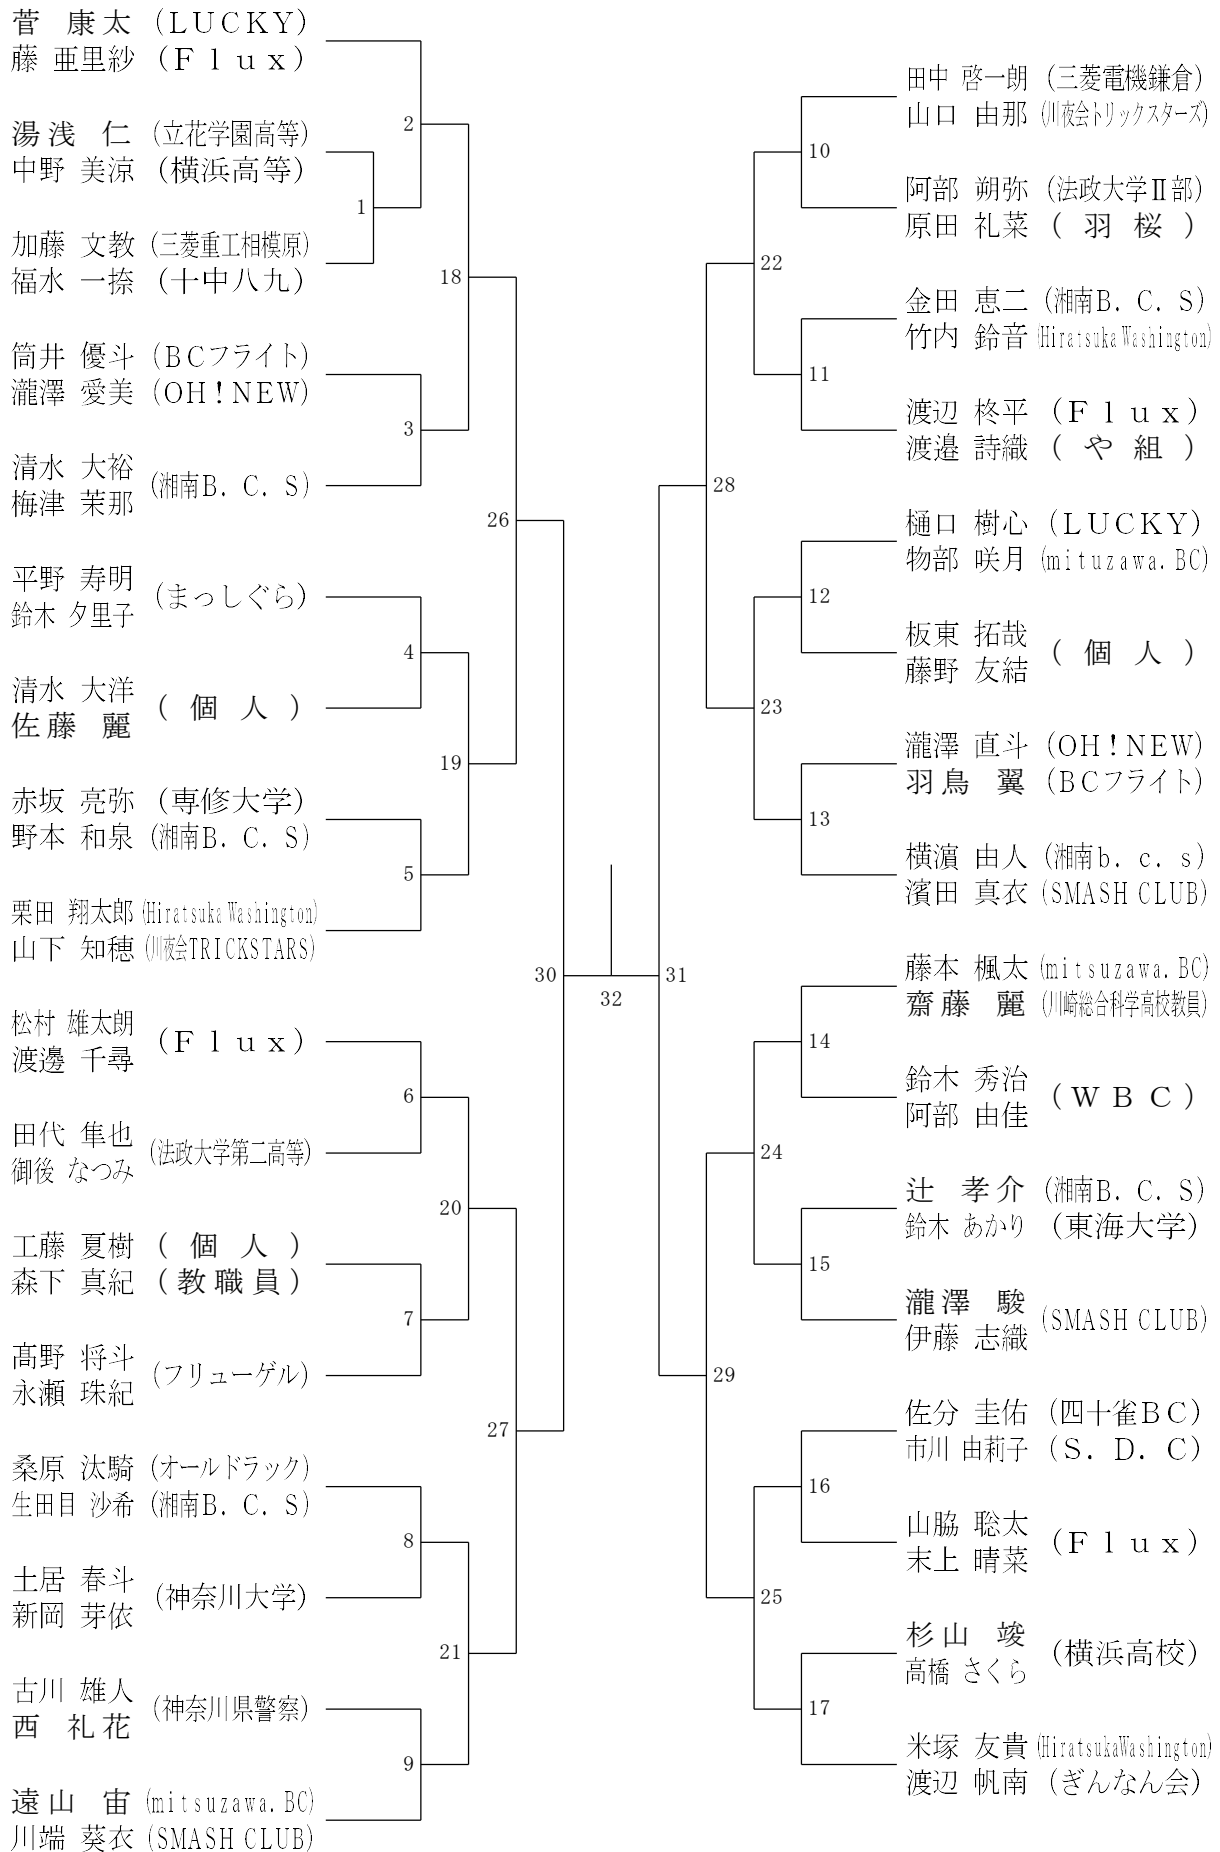 菅 康太 (LUCKY)
藤 亜里紗 (Flux)
湯浅 仁 (立花学園高等)
中野 美涼 (横浜高等)
加藤 文教 (三菱重工相模原)
福水 一捺 (十中八九)
筒井 優斗 (BCフライト)
瀧澤 愛美 (OH!NEW)
清水 大裕
梅津 茉那
(湘南B.C.S)
平野 寿明
鈴木 夕里子
(まっしぐら)
清水 大洋
佐藤 麗
(個人)
赤坂 亮弥 (専修大学)
野本 和泉 (湘南B.C.S)
栗田 翔太郎 (Hiratsuka Washington)
山下 知穂 (川夜会TRICKSTARS)
松村 雄太朗
渡邊 千尋
(Flux)
田代 隼也
御後 なつみ
(法政大学第二高等)
工藤 夏樹 (個人)
森下 真紀 (教職員)
髙野 将斗
永瀬 珠紀
(フリューゲル)
桑原 汰騎 (オールドラック)
生田目 沙希 (湘南B.C.S)
土居 春斗
新岡 芽依
(神奈川大学)
古川 雄人
西 礼花
(神奈川県警察)
遠山 宙 (mitsuzawa.BC)
川端 葵衣 (SMASH CLUB)
1
2
3
4
5
6
7
8
9
18
19
20
21
26
27
30
32
31
28
29
22
23
24
25
10
11
12
13
14
15
16
17
田中 啓一朗 (三菱電機鎌倉)
山口 由那 (川夜会トリックスターズ)
阿部 朔弥 (法政大学Ⅱ部)
原田 礼菜 (羽桜)
金田 恵二 (湘南B.C.S)
竹内 鈴音 (Hiratsuka Washington)
渡辺 柊平 (Flux)
渡邉 詩織 (や組)
樋口 樹心 (LUCKY)
物部 咲月 (mituzawa.BC)
板東 拓哉
藤野 友結
(個人)
瀧澤 直斗 (OH!NEW)
羽鳥 翼 (BCフライト)
横濵 由人 (湘南b.c.s)
濱田 真衣 (SMASH CLUB)
藤本 楓太 (mitsuzawa.BC)
齋藤 麗 (川崎総合科学高校教員)
鈴木 秀治
阿部 由佳
(WBC)
辻 孝介 (湘南B.C.S)
鈴木 あかり (東海大学)
瀧澤 駿
伊藤 志織
(SMASH CLUB)
佐分 圭佑 (四十雀BC)
市川 由莉子 (S.D.C)
山脇 聡太
末上 晴菜
(Flux)
杉山 竣
高橋 さくら
(横浜高校)
米塚 友貴 (HiratsukaWashington)
渡辺 帆南 (ぎんなん会)